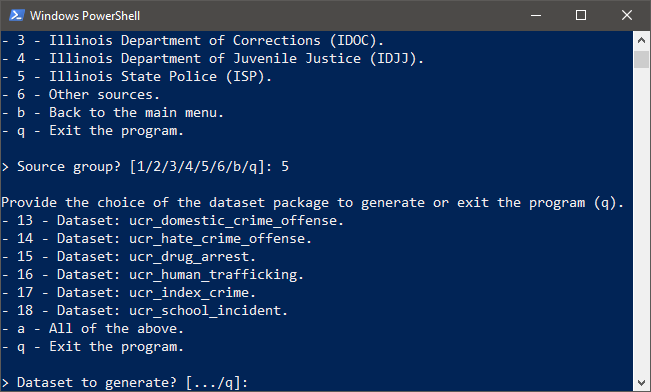 Windows PowerShell
- 3 - Illinois Department of Corrections (IDOC).
- 4 - Illinois Department of Juvenile Justice (IDJJ).
- 5 - Illinois State Police (ISP).
- 6 - Other sources.
- b - Back to the main menu.
- q - Exit the program.
> Source group? [1/2/3/4/5/6/b/q]: 5
Provide the choice of the dataset package to generate or exit the program (q).
- 13 - Dataset: ucr_domestic_crime_offense.
- 14 - Dataset: ucr_hate_crime_offense.
- 15 - Dataset: ucr_drug_arrest.
- 16 - Dataset: ucr_human_trafficking.
- 17 - Dataset: ucr_index_crime.
- 18 - Dataset: ucr_school_incident.
- a - All of the above.
- q - Exit the program.
> Dataset to generate? [.../q]: